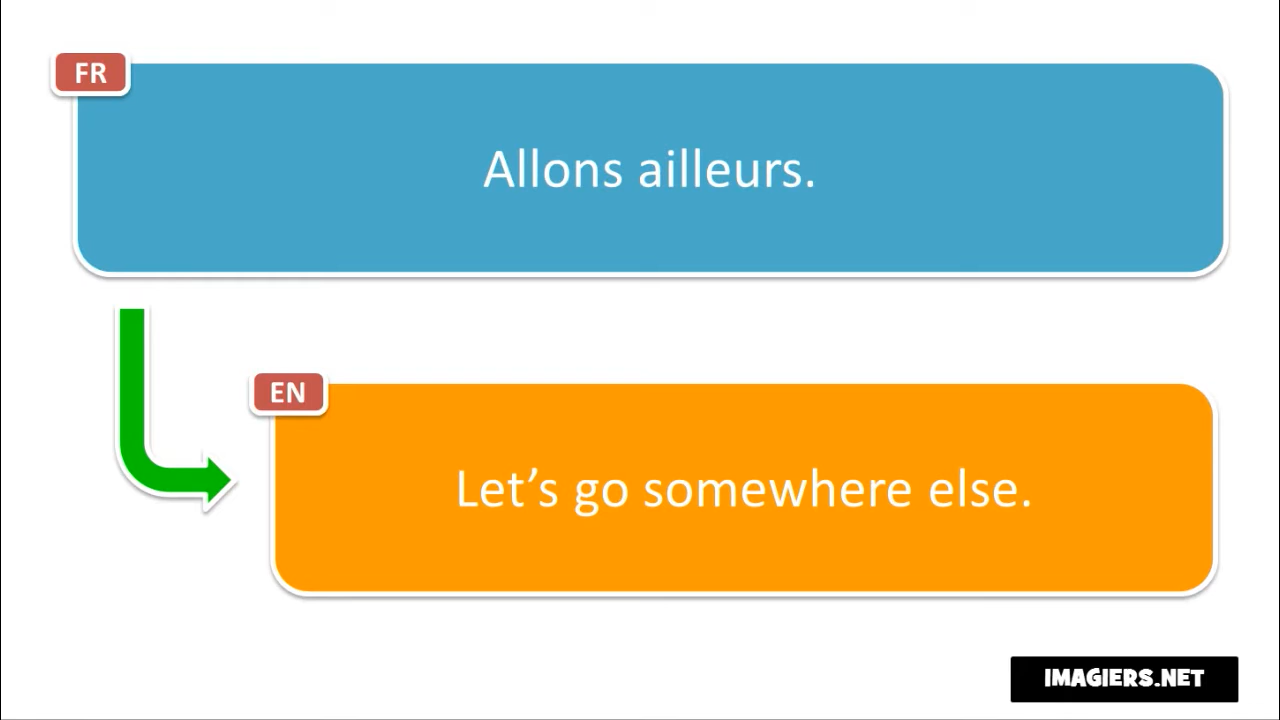 FR
Allons ailleurs.
EN
Let’s go somewhere else.
IMAGIERS.NET